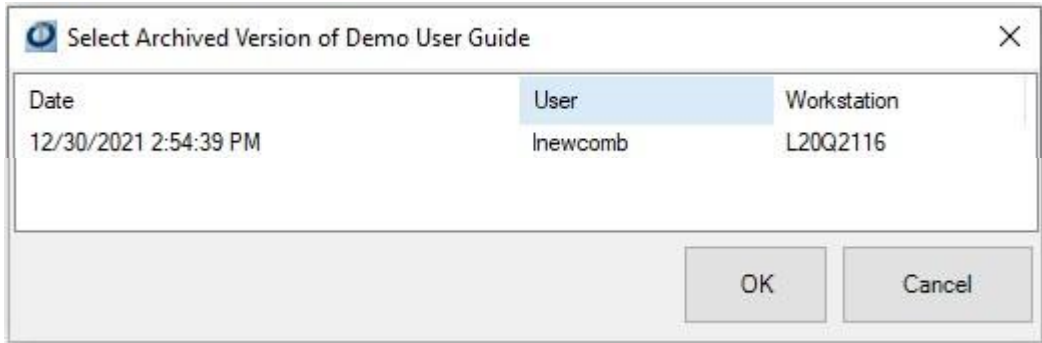 Select Archived Version of Demo User Guide
Date User Workstation
12/30/2021 2:54:39 PM lnewcomb L20Q2116
OK Cancel